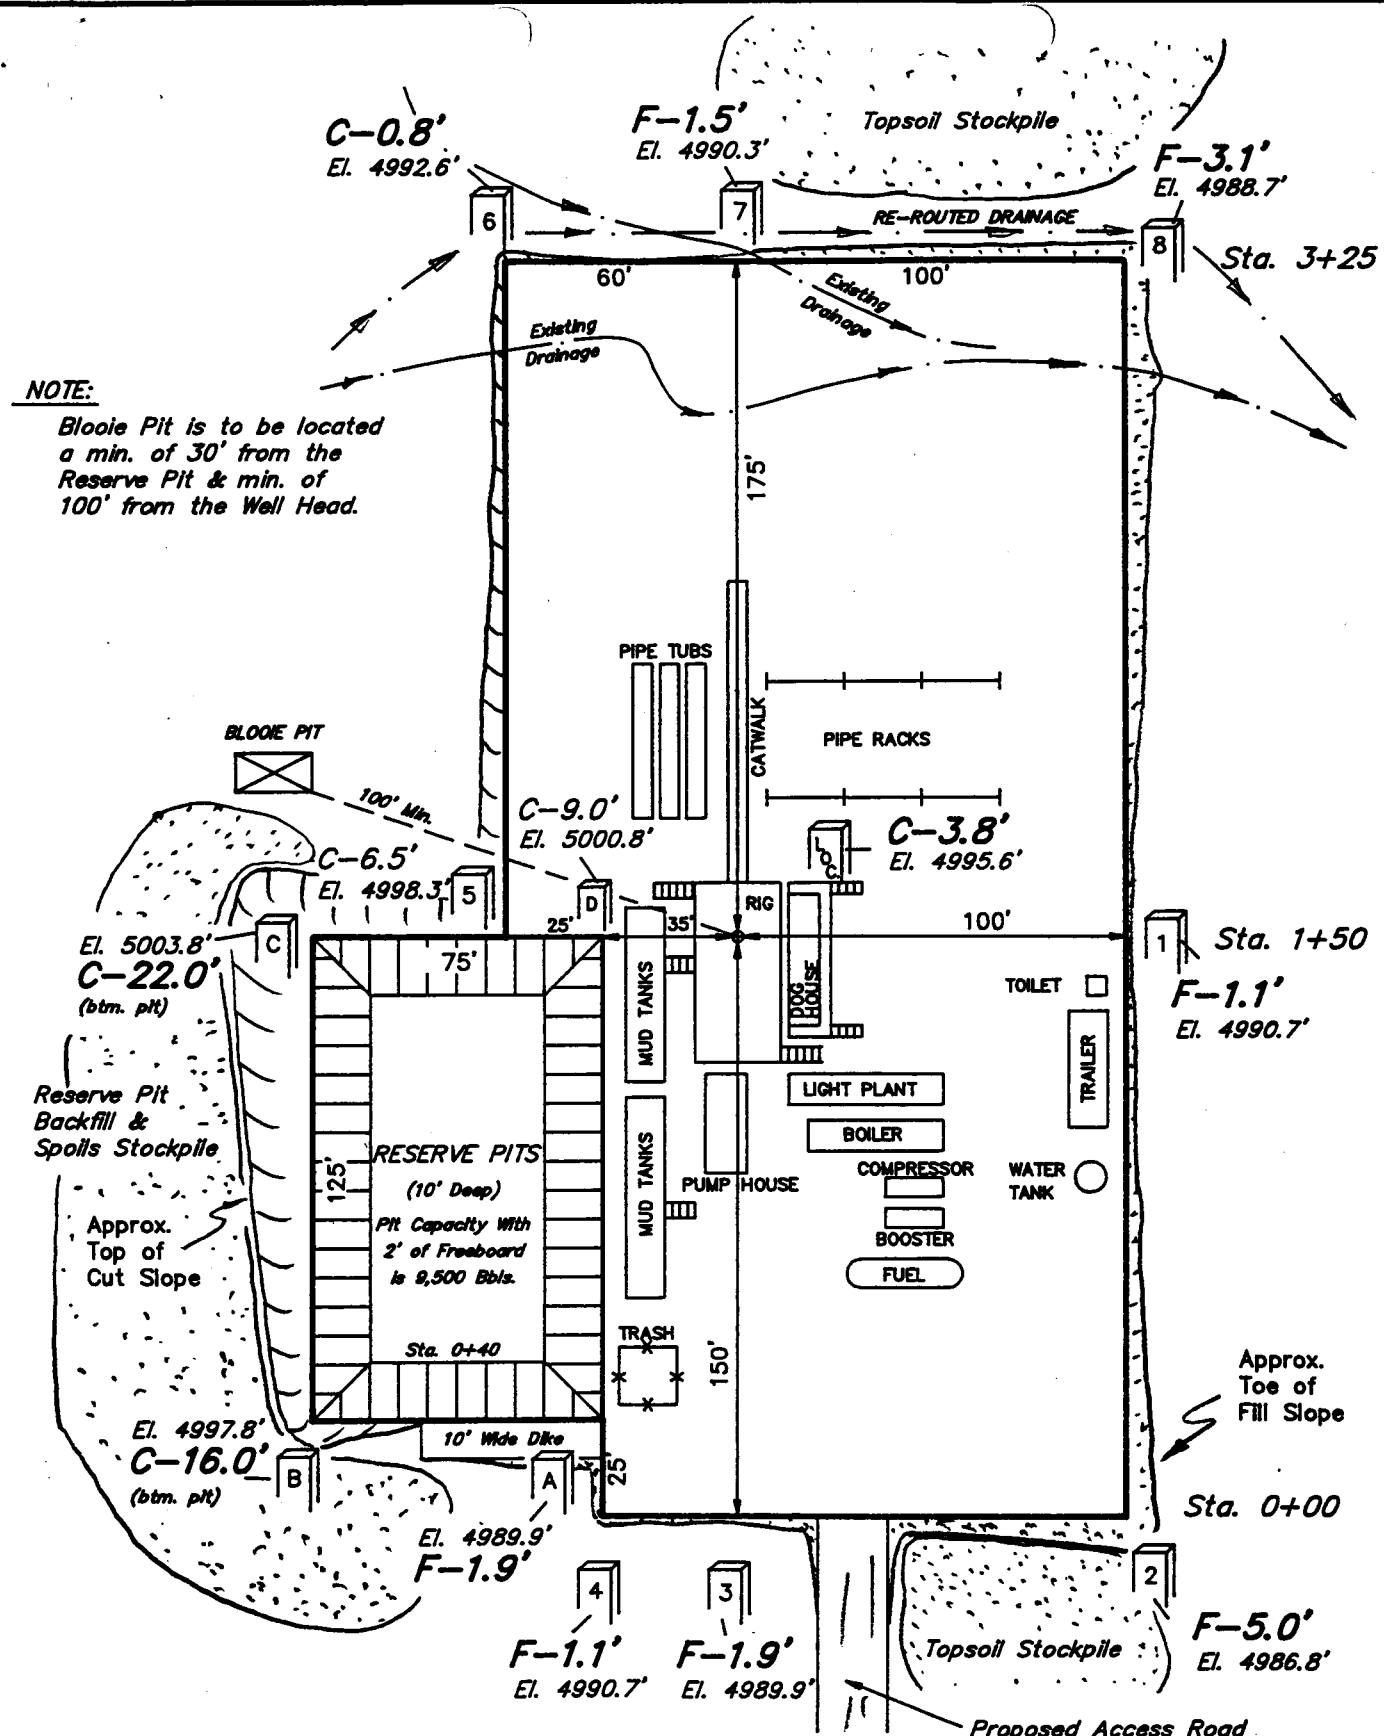 Topsoil Stockpile
C-0.8'
El. 4992.6'
F-1.5'
El. 4990.3'
F-3.1'
El. 4988.7'
6
7
8
RE-ROUTED DRAINAGE
Sta. 3+25
60'
100'
Existing
Drainage
Existing
Drainage
NOTE:
Blooie Pit is to be located
a min. of 30' from the
Reserve Pit & min. of
100' from the Well Head.
175'
PIPE TUBS
CATWALK
PIPE RACKS
BLOOIE PIT
100' Min.
C-9.0'
El. 5000.8'
LOC.
C-3.8'
El. 4995.6'
C-6.5'
El. 4998.3'
5
D
RIG
C
El. 5003.8'
C-22.0'
(btm. pit)
25'
35'
100'
1
Sta. 1+50
F-1.1'
El. 4990.7'
75'
MUD TANKS
DOG
HOUSE
TOILET
TRAILER
LIGHT PLANT
BOILER
Reserve Pit
Backfill &
Spoils Stockpile
125'
RESERVE PITS
(10' Deep)
Pit Capacity With
2' of Freeboard
is 9,500 Bbls.
MUD TANKS
PUMP HOUSE
COMPRESSOR
WATER
TANK
BOOSTER
FUEL
Approx.
Top of
Cut Slope
Sta. 0+40
TRASH
150'
Approx.
Toe of
Fill Slope
El. 4997.8'
C-16.0'
(btm. pit)
B
10' Wide Dike
A
25'
Sta. 0+00
El. 4989.9'
F-1.9'
4
3
2
F-1.1'
El. 4990.7'
F-1.9'
El. 4989.9'
Topsoil Stockpile
F-5.0'
El. 4986.8'
Proposed Access Road